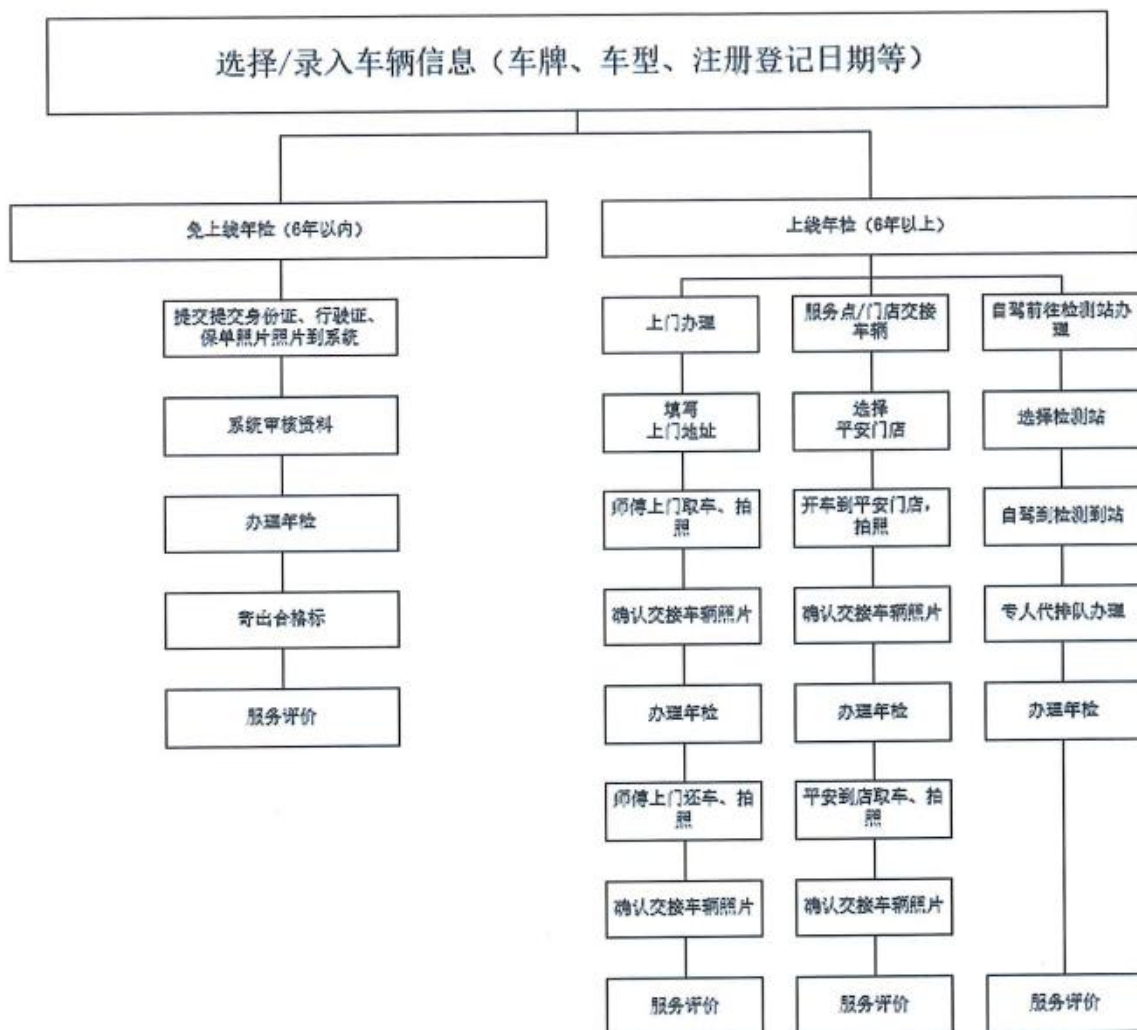 选择/录入车辆信息（车牌、车型、注册登记日期等）
免上线年检（6年以内）
提交提交身份证、行驶证、
保单照片照片到系统
系统审核资料
办理年检
寄出合格标
服务评价
上线年检（6年以上）
上门办理
填写
上门地址
师傅上门取车、拍
照
确认交接车辆照片
办理年检
师傅上门还车、拍
照
确认交接车辆照片
服务评价
服务点/门店交接
车辆
选择
平安门店
开车到平安门店，
拍照
确认交接车辆照片
办理年检
平安到店取车、拍
照
确认交接车辆照片
服务评价
自驾前往检测站办
理
选择检测站
自驾到检测到站
专人代排队办理
办理年检
服务评价